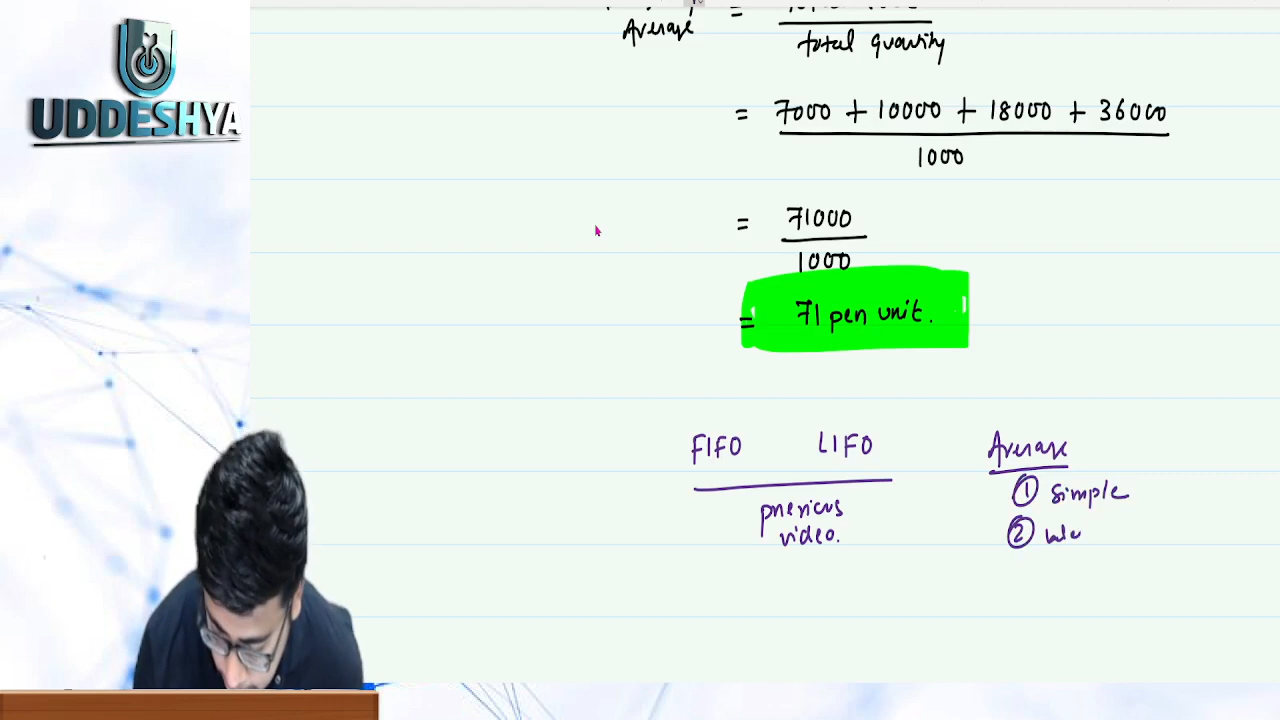 UDDESHYA
Average =
total quantity
= 7000 + 10000 + 18000 + 36000
1000
= 71000
1000
= 71 per unit.
FIFO LIFO Average
① simple
previous
video.
②